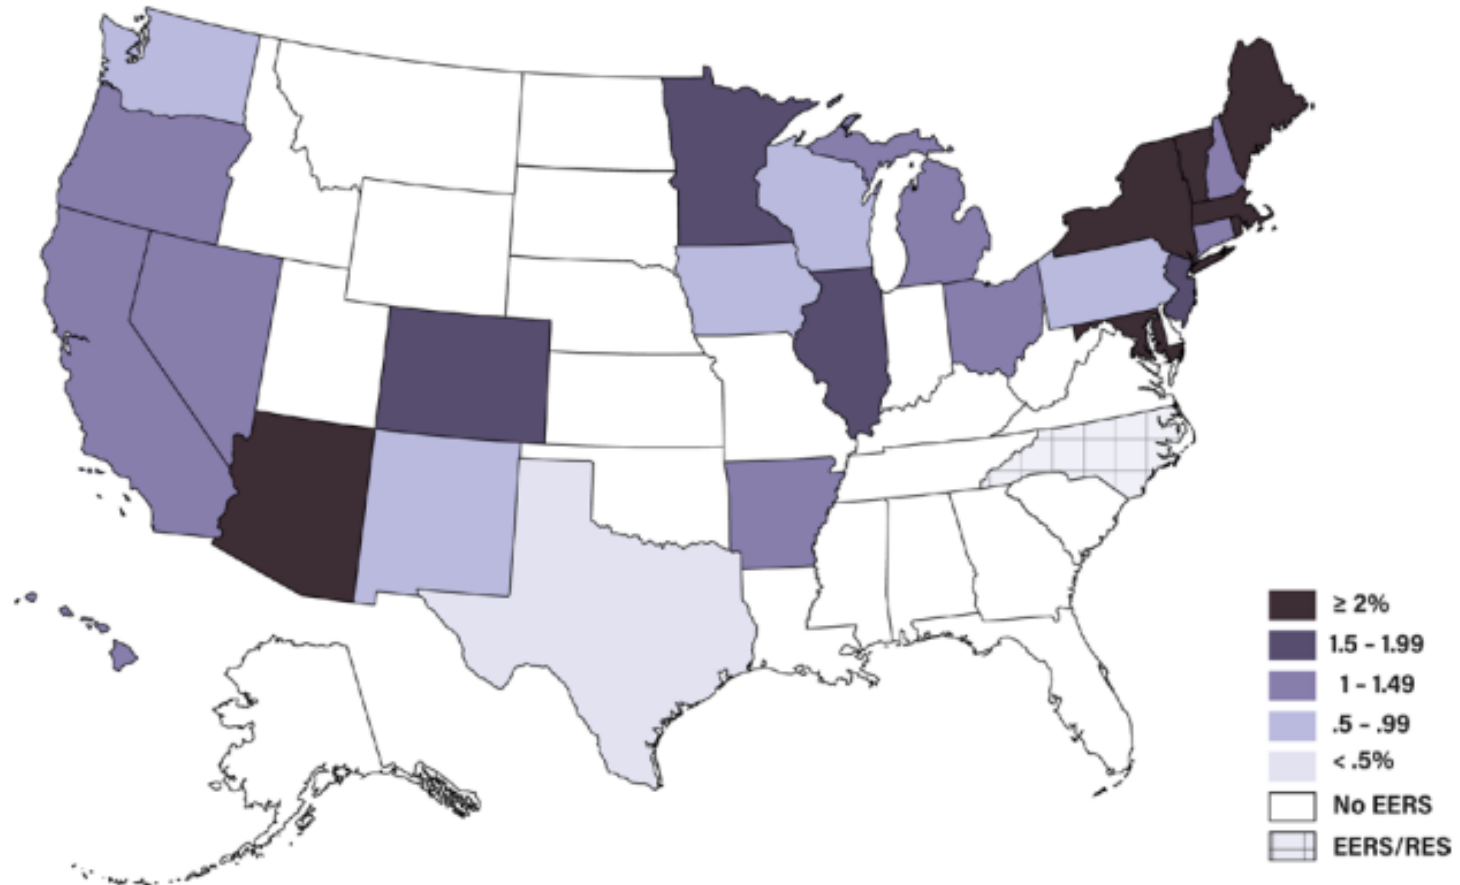 ≥ 2%
1.5 - 1.99
1 - 1.49
.5 - .99
< .5%
No EERS
EERS/RES